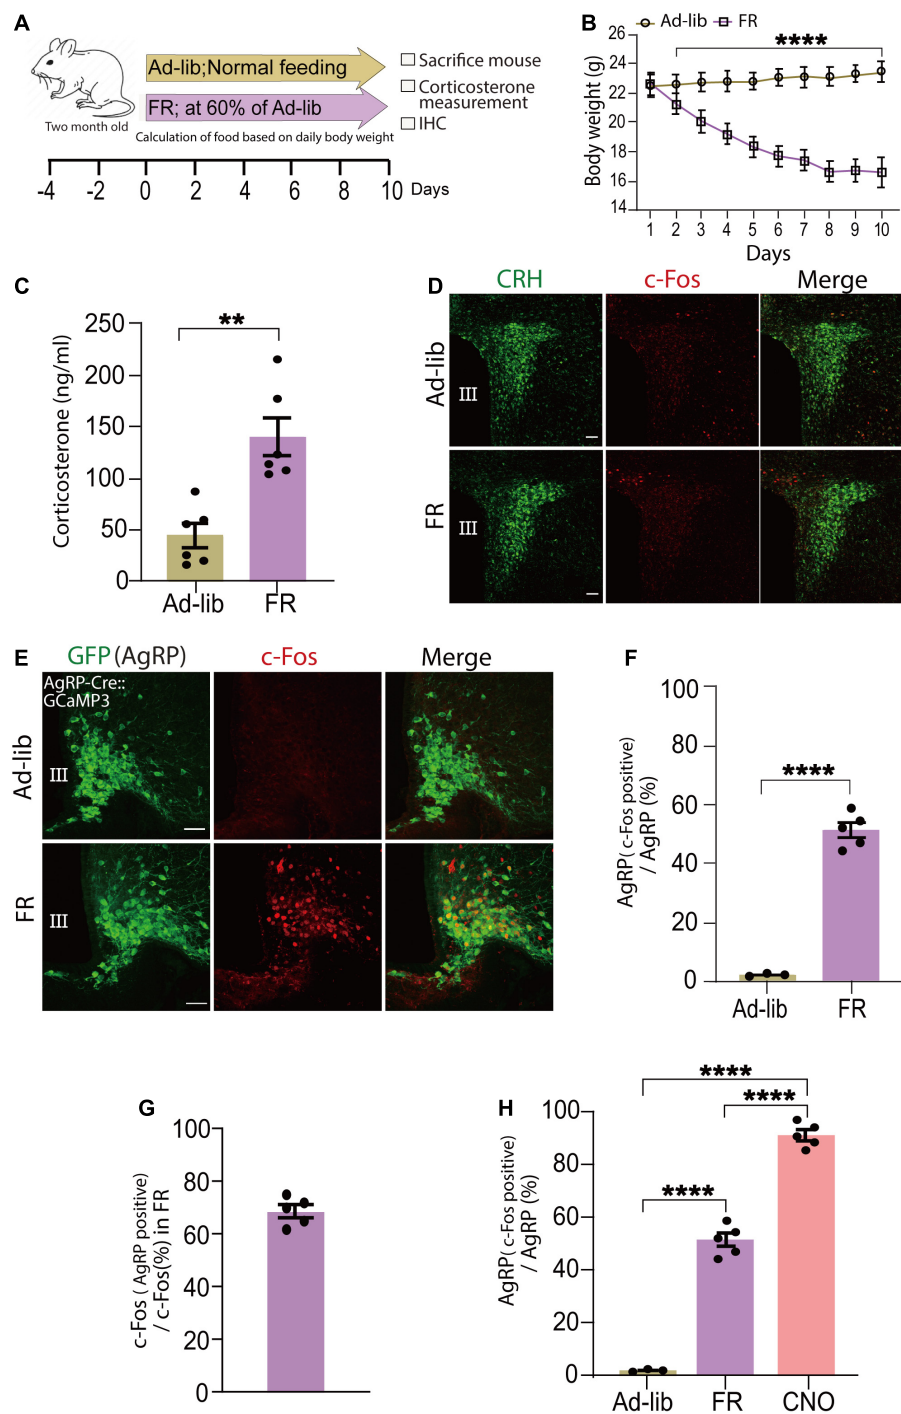 A
Ad-lib;Normal feeding
FR; at 60% of Ad-lib
Two month old
Calculation of food based on daily body weight
Sacrifice mouse
Corticosterone
measurement
IHC
-4 -2 0 2 4 6 8 10 Days
B
Ad-lib FR
****
Body weight (g)
26
24
22
20
18
16
14
1 2 3 4 5 6 7 8 9 10
Days
C
**
Corticosterone (ng/ml)
250
200
150
100
50
0
Ad-lib FR
D
CRH c-Fos Merge
Ad-lib
III
FR
III
E
GFP (AgRP) c-Fos Merge
AgRP-Cre::
GCaMP3
Ad-lib
III
FR
III
F
****
AgRP( c-Fos positive)
/ AgRP (%)
100
80
60
40
20
0
Ad-lib FR
G
c-Fos ( AgRP positive)
/ c-Fos(%) in FR
100
80
60
40
20
0
H
****
****
****
AgRP( c-Fos positive)
/ AgRP (%)
100
80
60
40
20
0
Ad-lib FR CNO